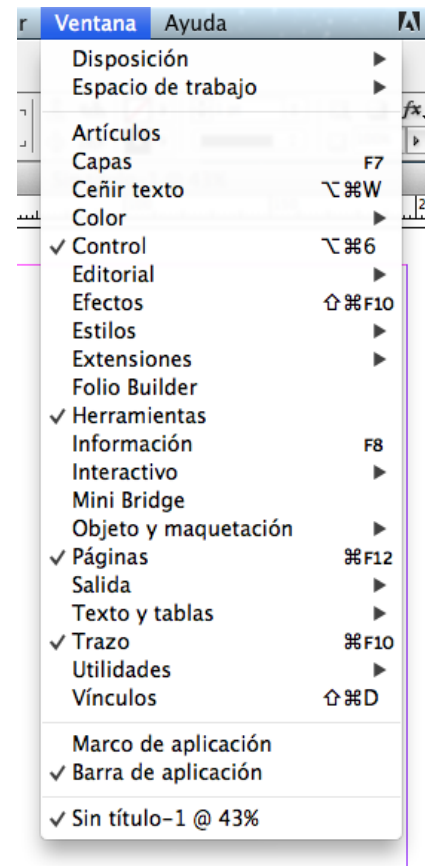 r Ventana Ayuda
Disposición ▶
Espacio de trabajo ▶
fx
Artículos
Capas F7
Ceñir texto ⌥⌘W
2
Color ▶
✓ Control ⌥⌘6
Editorial ▶
Efectos ⇧⌘F10
Estilos ▶
Extensiones ▶
Folio Builder
✓ Herramientas
Información F8
Interactivo ▶
Mini Bridge
Objeto y maquetación ▶
✓ Páginas ⌘F12
Salida ▶
Texto y tablas ▶
✓ Trazo ⌘F10
Utilidades ▶
Vínculos ⇧⌘D
Marco de aplicación
✓ Barra de aplicación
✓ Sin título-1 @ 43%